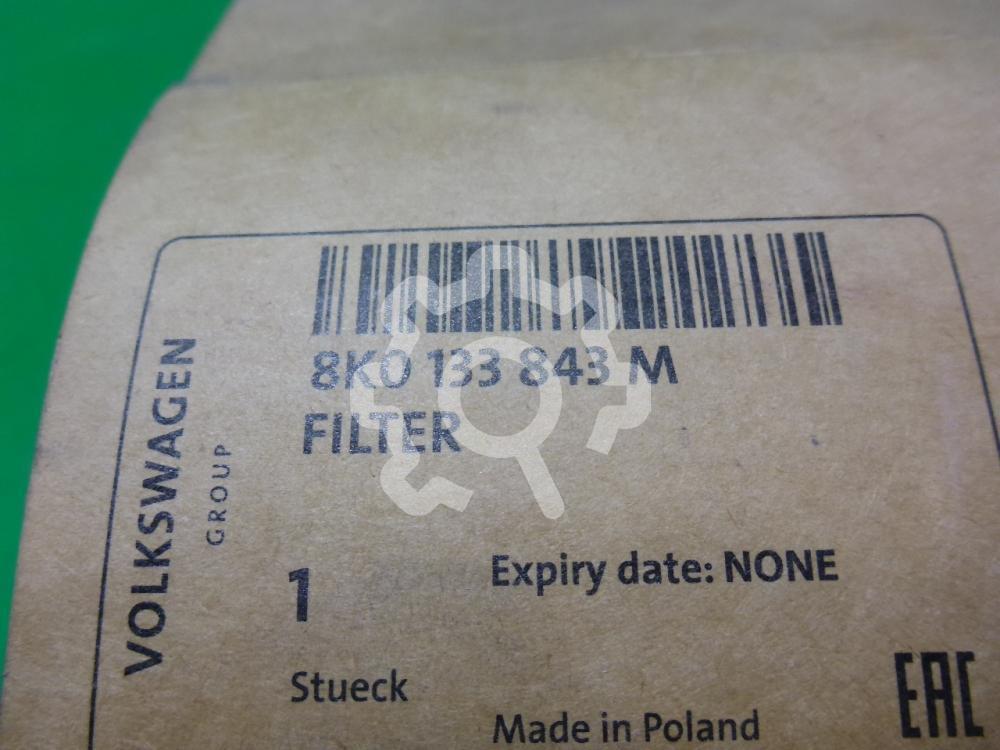 8K0 133 843 M
FILTER
VOLKSWAGEN
GROUP
1
Expiry date: NONE
Stueck
EAC
Made in Poland